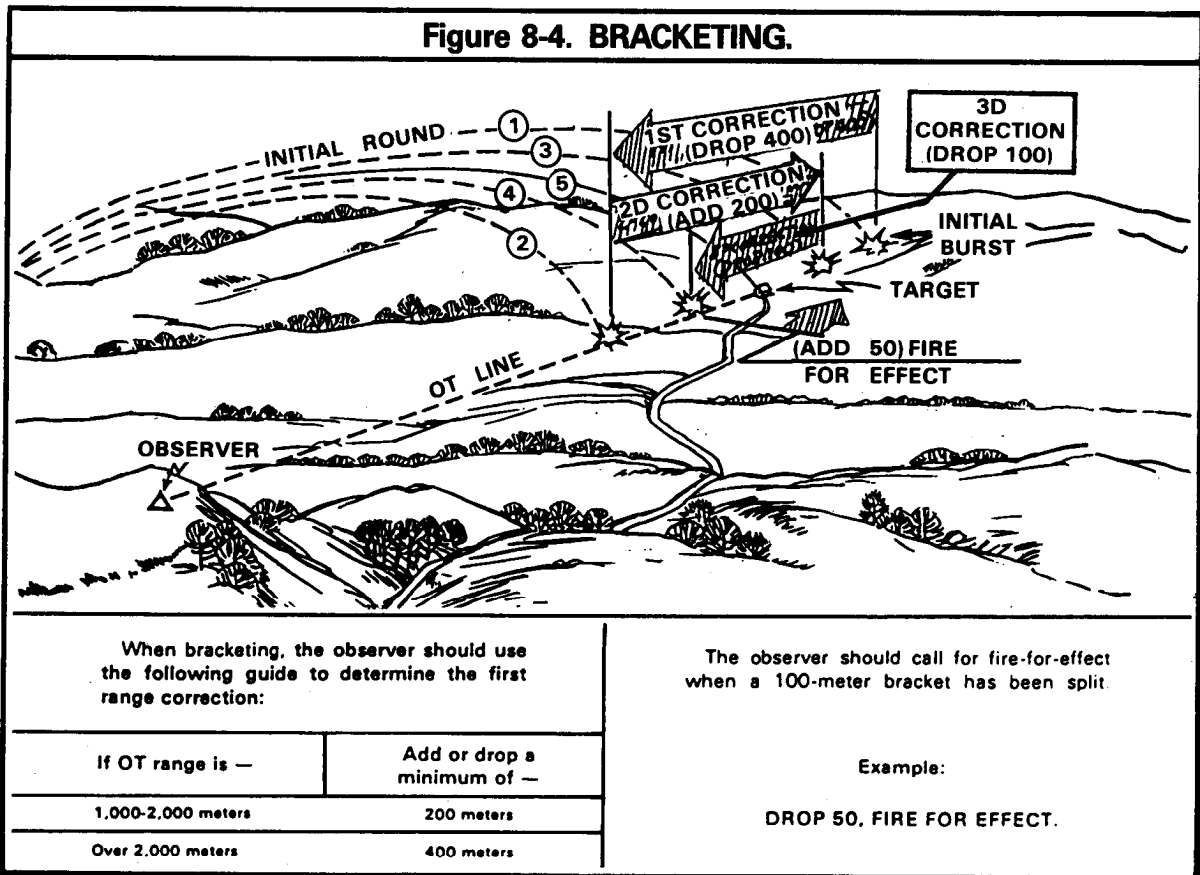 Figure 8-4. BRACKETING.
INITIAL ROUND
1
3
5
4
2
1ST CORRECTION
(DROP 400)
2D CORRECTION
(ADD 200)
3D
CORRECTION
(DROP 100)
INITIAL
BURST
TARGET
(ADD 50) FIRE
FOR EFFECT
OT LINE
OBSERVER
When bracketing, the observer should use
the following guide to determine the first
range correction:
If OT range is —
Add or drop a
minimum of —
1,000-2,000 meters
200 meters
Over 2,000 meters
400 meters
The observer should call for fire-for-effect
when a 100-meter bracket has been split.
Example:
DROP 50, FIRE FOR EFFECT.